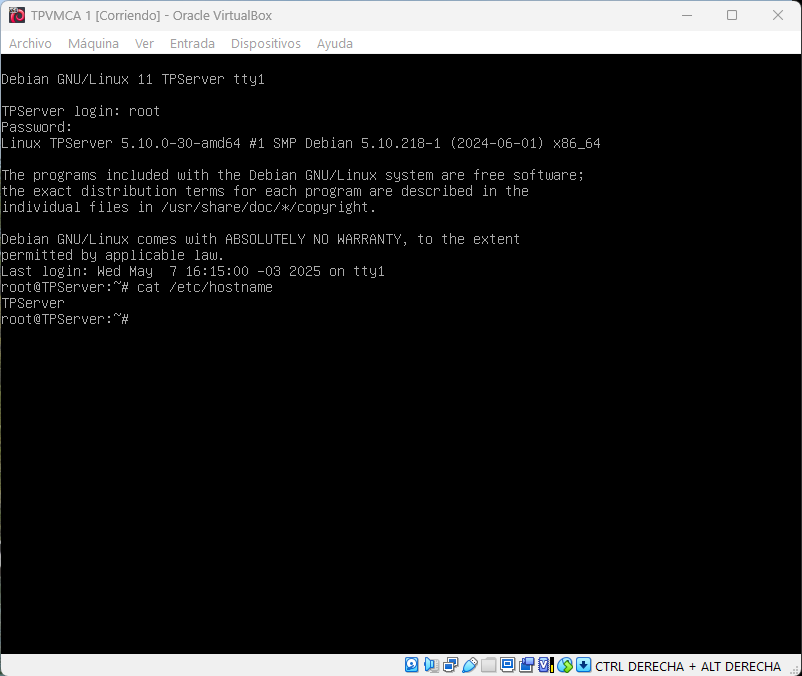 TPVMCA 1 [Corriendo] - Oracle VirtualBox
Archivo Máquina Ver Entrada Dispositivos Ayuda
Debian GNU/Linux 11 TPServer tty1
TPServer login: root
Password:
Linux TPServer 5.10.0-30-amd64 #1 SMP Debian 5.10.218-1 (2024-06-01) x86_64
The programs included with the Debian GNU/Linux system are free software;
the exact distribution terms for each program are described in the
individual files in /usr/share/doc/*/copyright.
Debian GNU/Linux comes with ABSOLUTELY NO WARRANTY, to the extent
permitted by applicable law.
Last login: Wed May  7 16:15:00 -03 2025 on tty1
root@TPServer:~# cat /etc/hostname
TPServer
root@TPServer:~#
CTRL DERECHA + ALT DERECHA